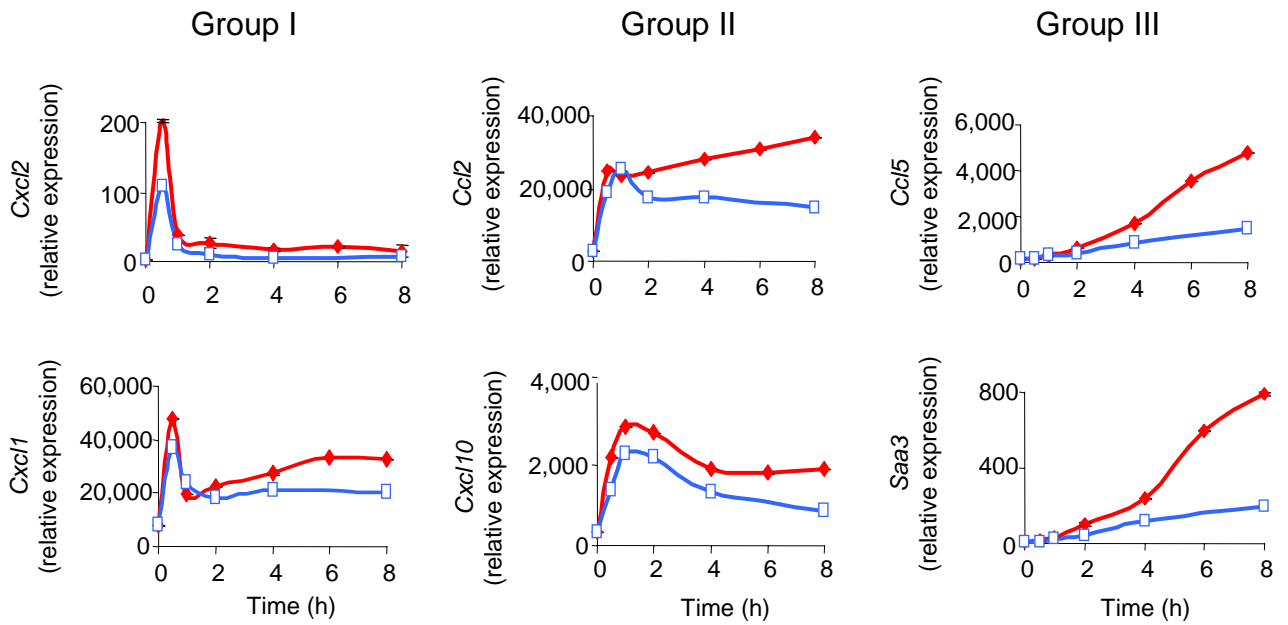 Group I
Group II
Group III
Cxcl2
(relative expression)
200
100
0
0 2 4 6 8
Ccl2
(relative expression)
40,000
20,000
0
0 2 4 6 8
Ccl5
(relative expression)
6,000
4,000
2,000
0
0 2 4 6 8
Cxcl1
(relative expression)
60,000
40,000
20,000
0
0 2 4 6 8
Time (h)
Cxcl10
(relative expression)
4,000
2,000
0
0 2 4 6 8
Time (h)
Saa3
(relative expression)
800
400
0
0 2 4 6 8
Time (h)